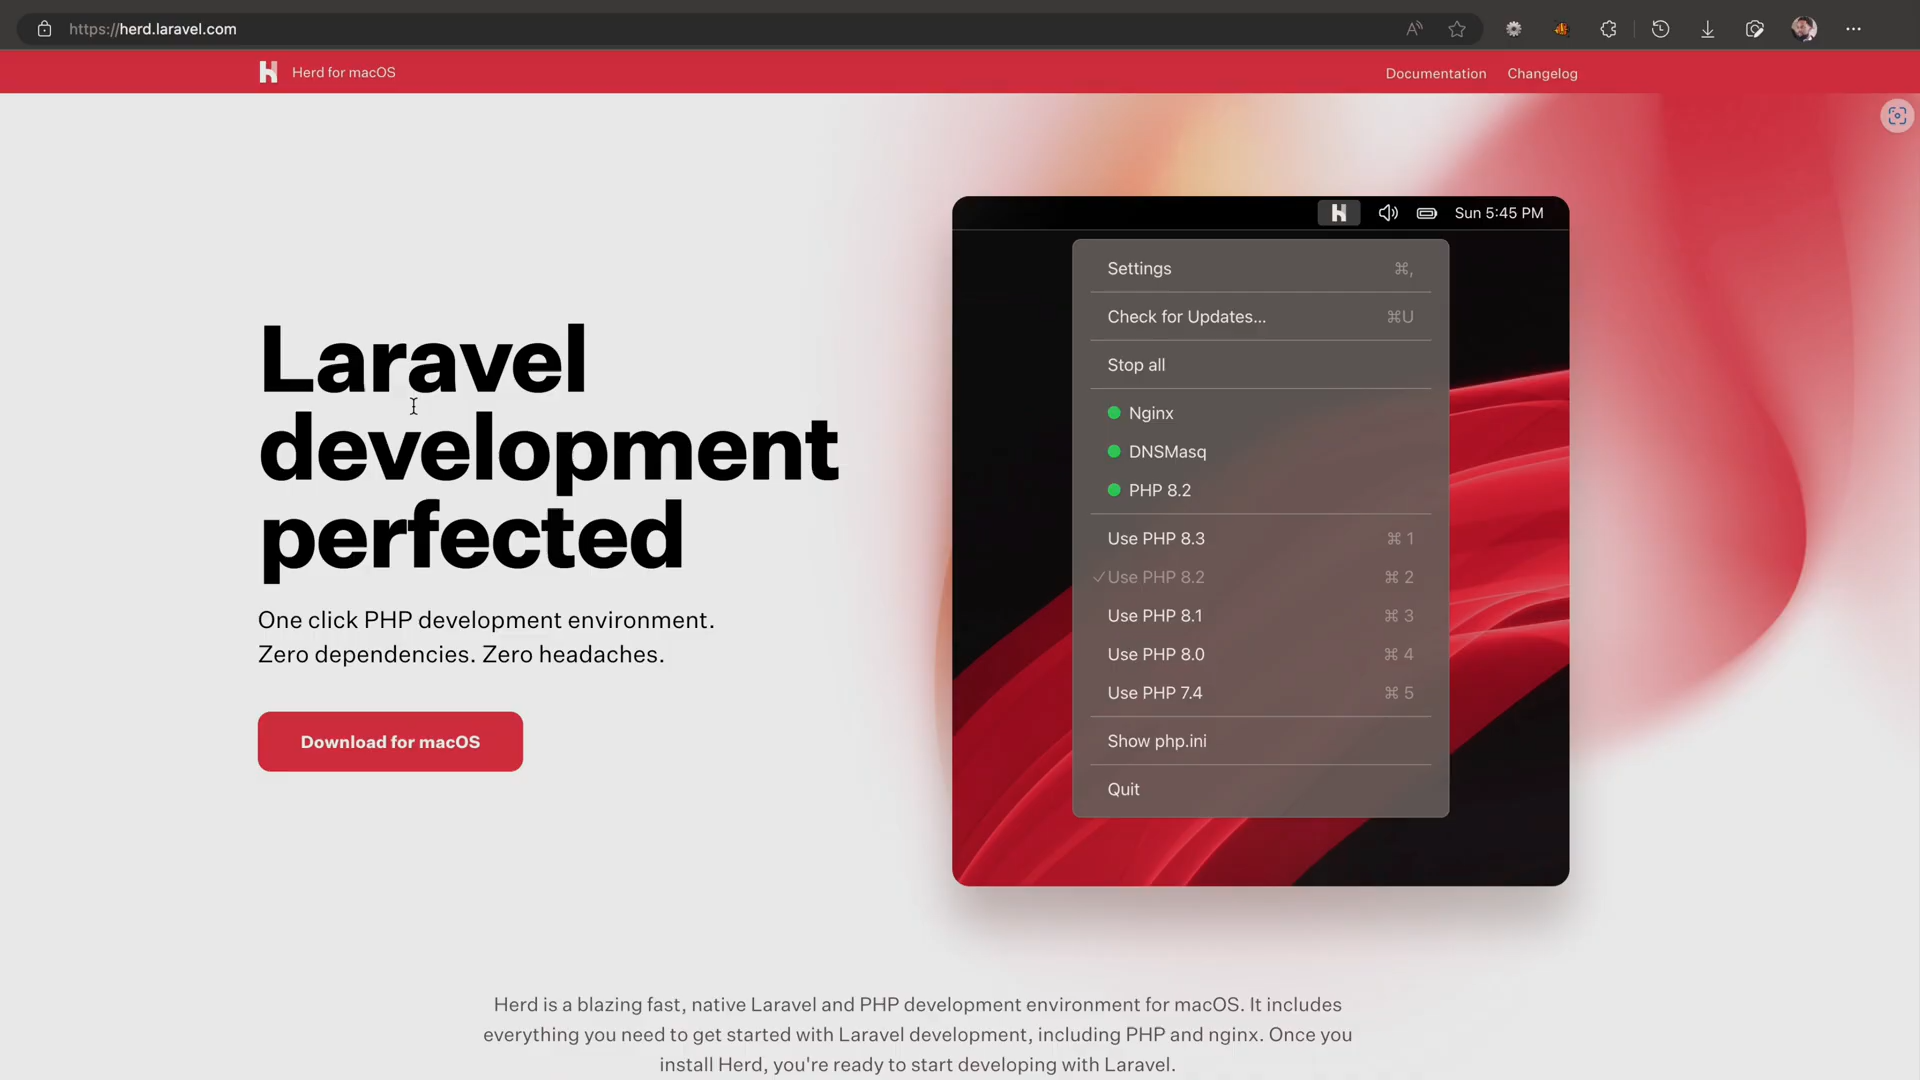 https://herd.laravel.com
Herd for macOS
Documentation
Changelog
Sun 5:45 PM
Settings ⌘,
Check for Updates... ⌘U
Stop all
Nginx
DNSMasq
PHP 8.2
Use PHP 8.3 ⌘ 1
✓ Use PHP 8.2 ⌘ 2
Use PHP 8.1 ⌘ 3
Use PHP 8.0 ⌘ 4
Use PHP 7.4 ⌘ 5
Show php.ini
Quit
Laravel
development
perfected
One click PHP development environment.
Zero dependencies. Zero headaches.
Download for macOS
Herd is a blazing fast, native Laravel and PHP development environment for macOS. It includes
everything you need to get started with Laravel development, including PHP and nginx. Once you
install Herd, you're ready to start developing with Laravel.